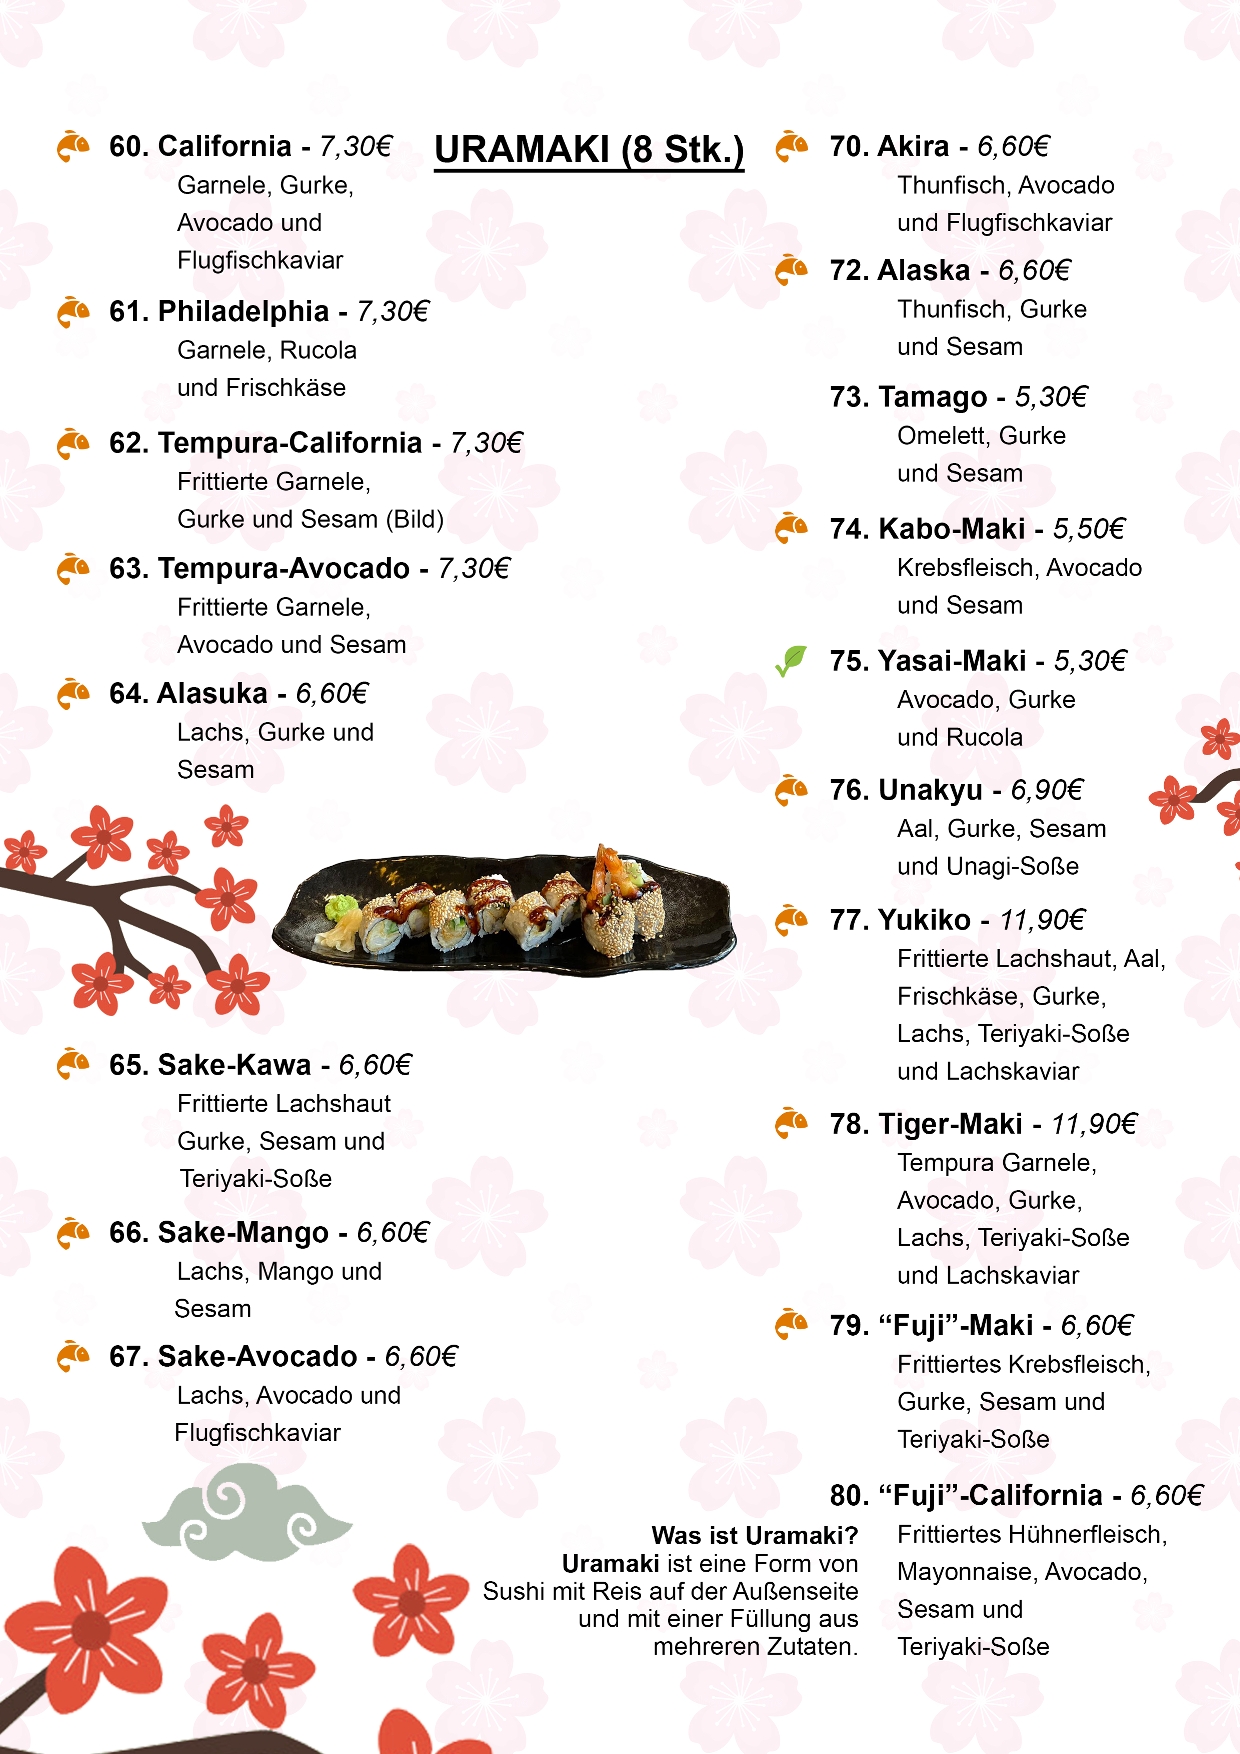 URAMAKI (8 Stk.)
60. California - 7,30€
Garnele, Gurke,
Avocado und
Flugfischkaviar
61. Philadelphia - 7,30€
Garnele, Rucola
und Frischkäse
62. Tempura-California - 7,30€
Frittierte Garnele,
Gurke und Sesam (Bild)
63. Tempura-Avocado - 7,30€
Frittierte Garnele,
Avocado und Sesam
64. Alasuka - 6,60€
Lachs, Gurke und
Sesam
65. Sake-Kawa - 6,60€
Frittierte Lachshaut
Gurke, Sesam und
Teriyaki-Soße
66. Sake-Mango - 6,60€
Lachs, Mango und
Sesam
67. Sake-Avocado - 6,60€
Lachs, Avocado und
Flugfischkaviar
70. Akira - 6,60€
Thunfisch, Avocado
und Flugfischkaviar
72. Alaska - 6,60€
Thunfisch, Gurke
und Sesam
73. Tamago - 5,30€
Omelett, Gurke
und Sesam
74. Kabo-Maki - 5,50€
Krebsfleisch, Avocado
und Sesam
75. Yasai-Maki - 5,30€
Avocado, Gurke
und Rucola
76. Unakyu - 6,90€
Aal, Gurke, Sesam
und Unagi-Soße
77. Yukiko - 11,90€
Frittierte Lachshaut, Aal,
Frischkäse, Gurke,
Lachs, Teriyaki-Soße
und Lachskaviar
78. Tiger-Maki - 11,90€
Tempura Garnele,
Avocado, Gurke,
Lachs, Teriyaki-Soße
und Lachskaviar
79. “Fuji”-Maki - 6,60€
Frittiertes Krebsfleisch,
Gurke, Sesam und
Teriyaki-Soße
80. “Fuji”-California - 6,60€
Frittiertes Hühnerfleisch,
Mayonnaise, Avocado,
Sesam und
Teriyaki-Soße
Was ist Uramaki?
Uramaki ist eine Form von
Sushi mit Reis auf der Außenseite
und mit einer Füllung aus
mehreren Zutaten.